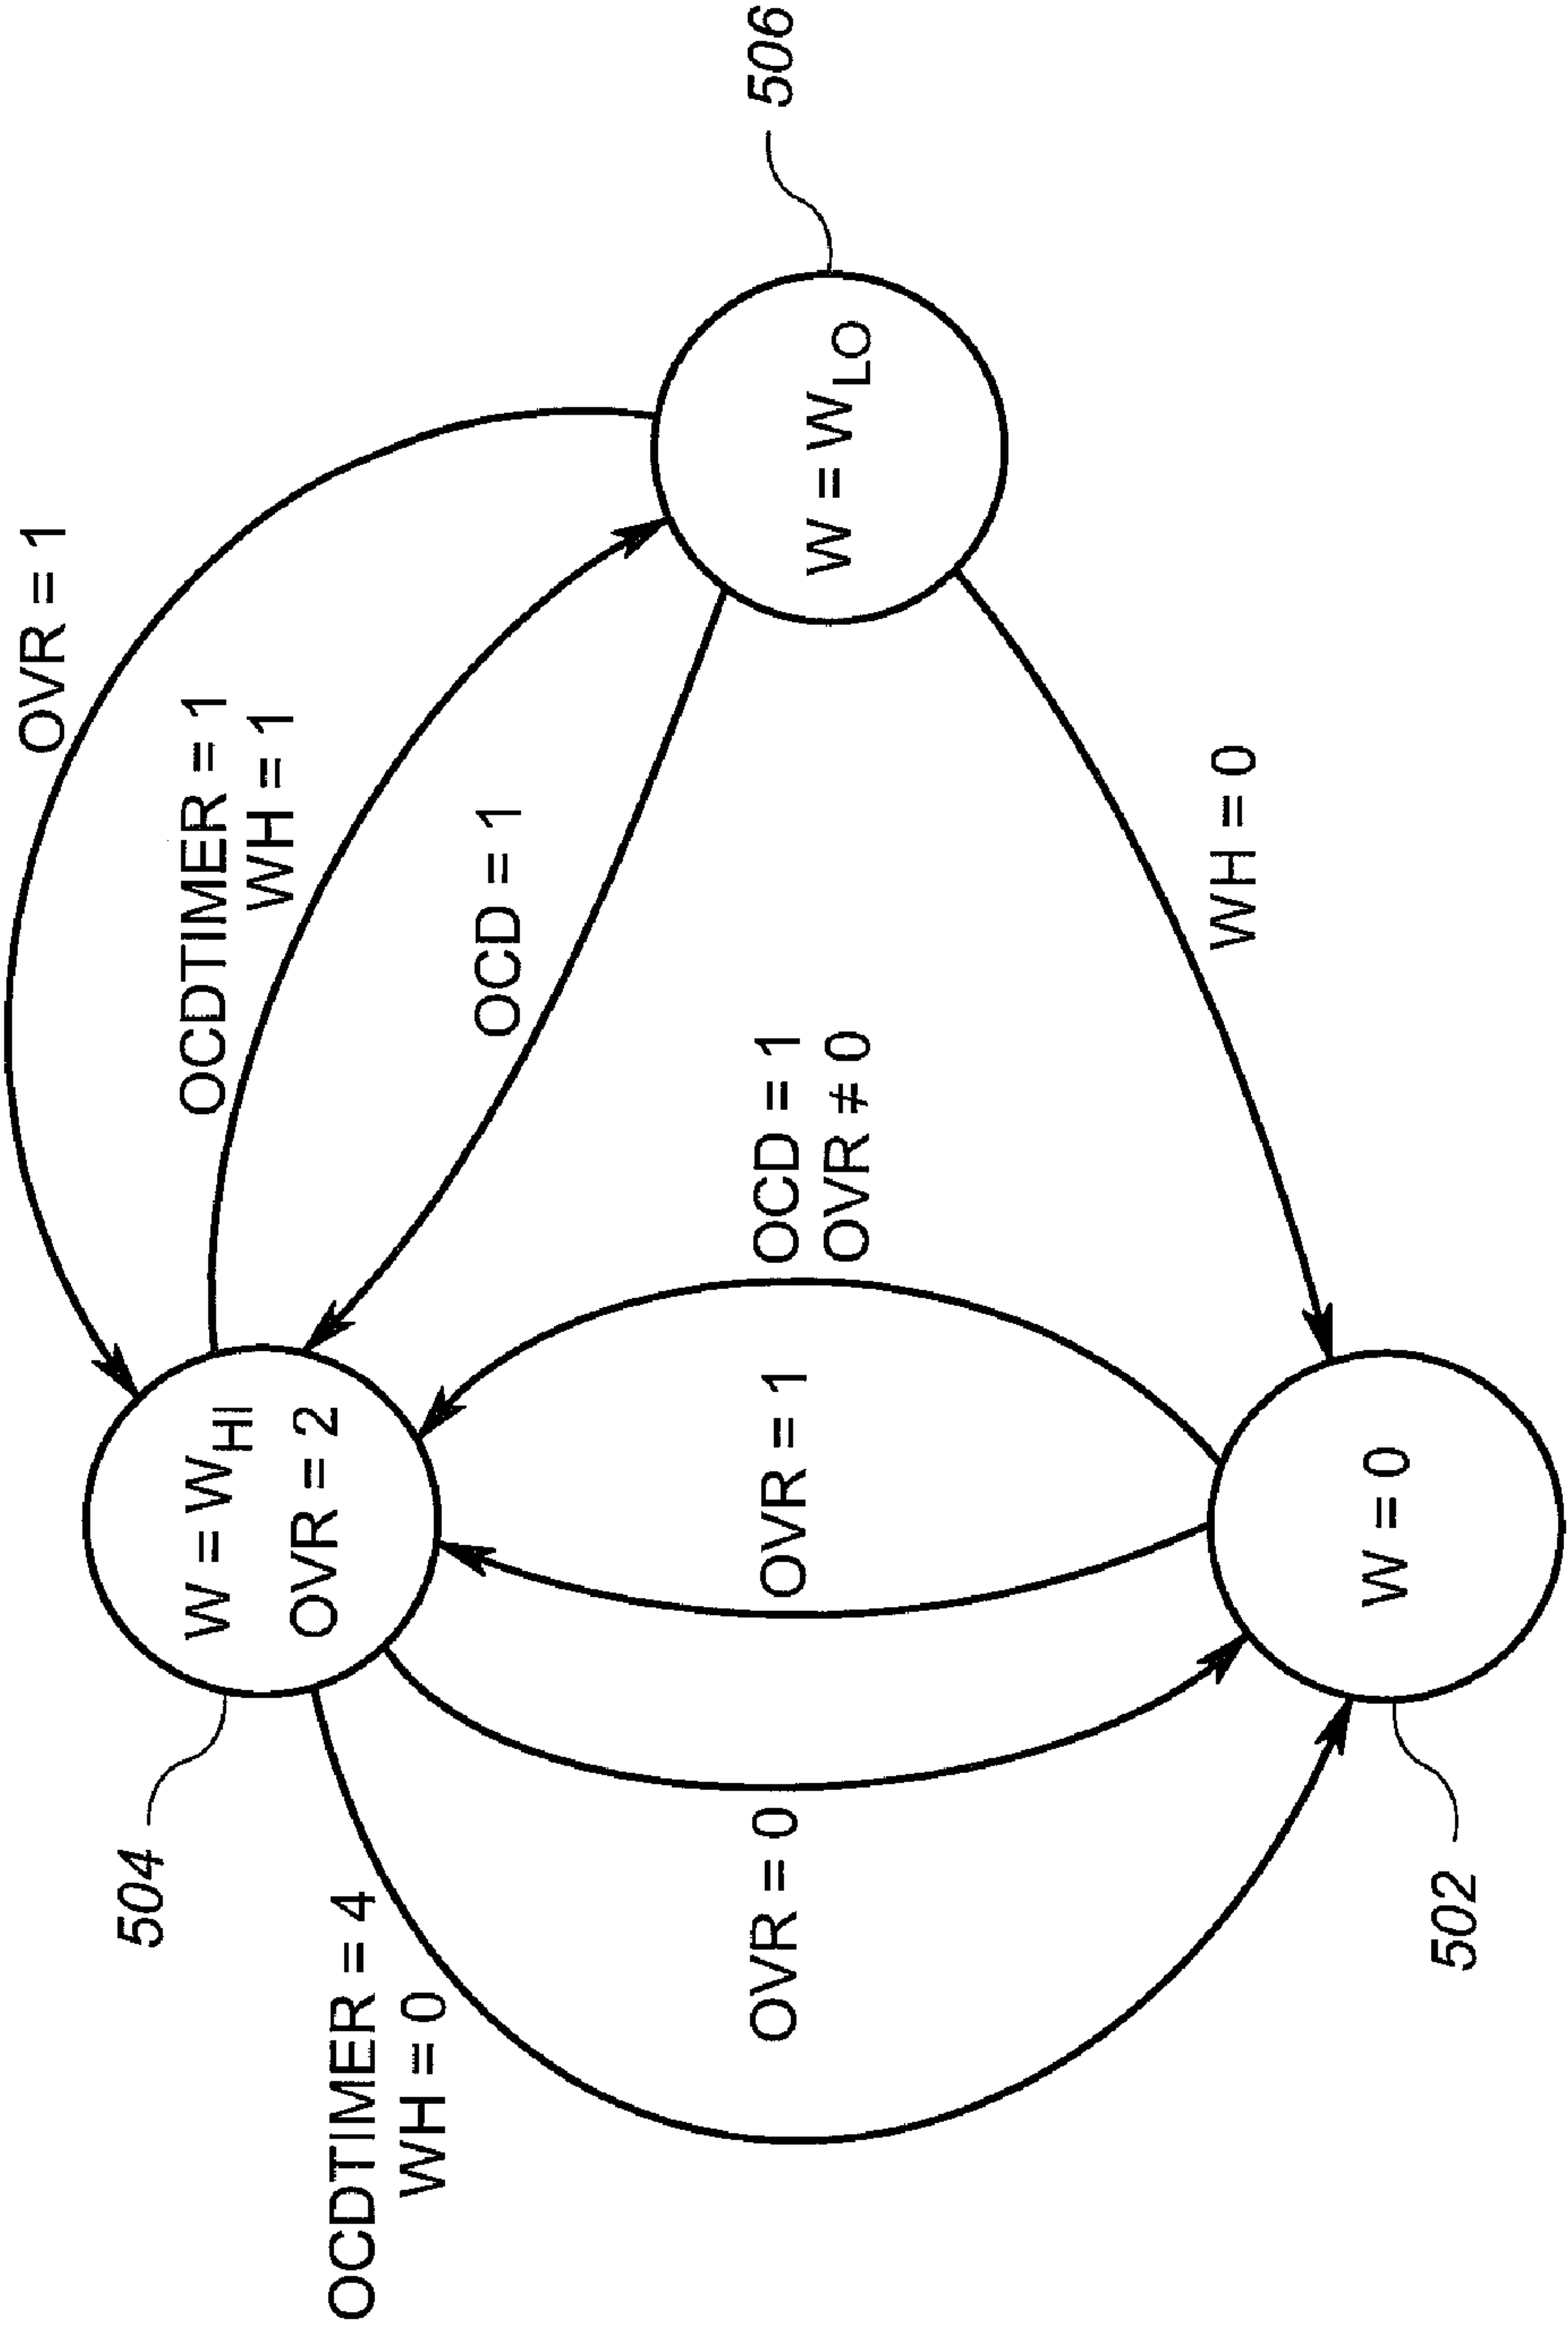 OVR = 1
504
OCDTIMER = 1
WH = 1
W = W_HI
OVR = 2
OCDTIMER = 4
WH = 0
OCD = 1
OVR = 0
OVR = 1
OCD = 1
OVR ≠ 0
506
W = W_LO
WH = 0
W = 0
502